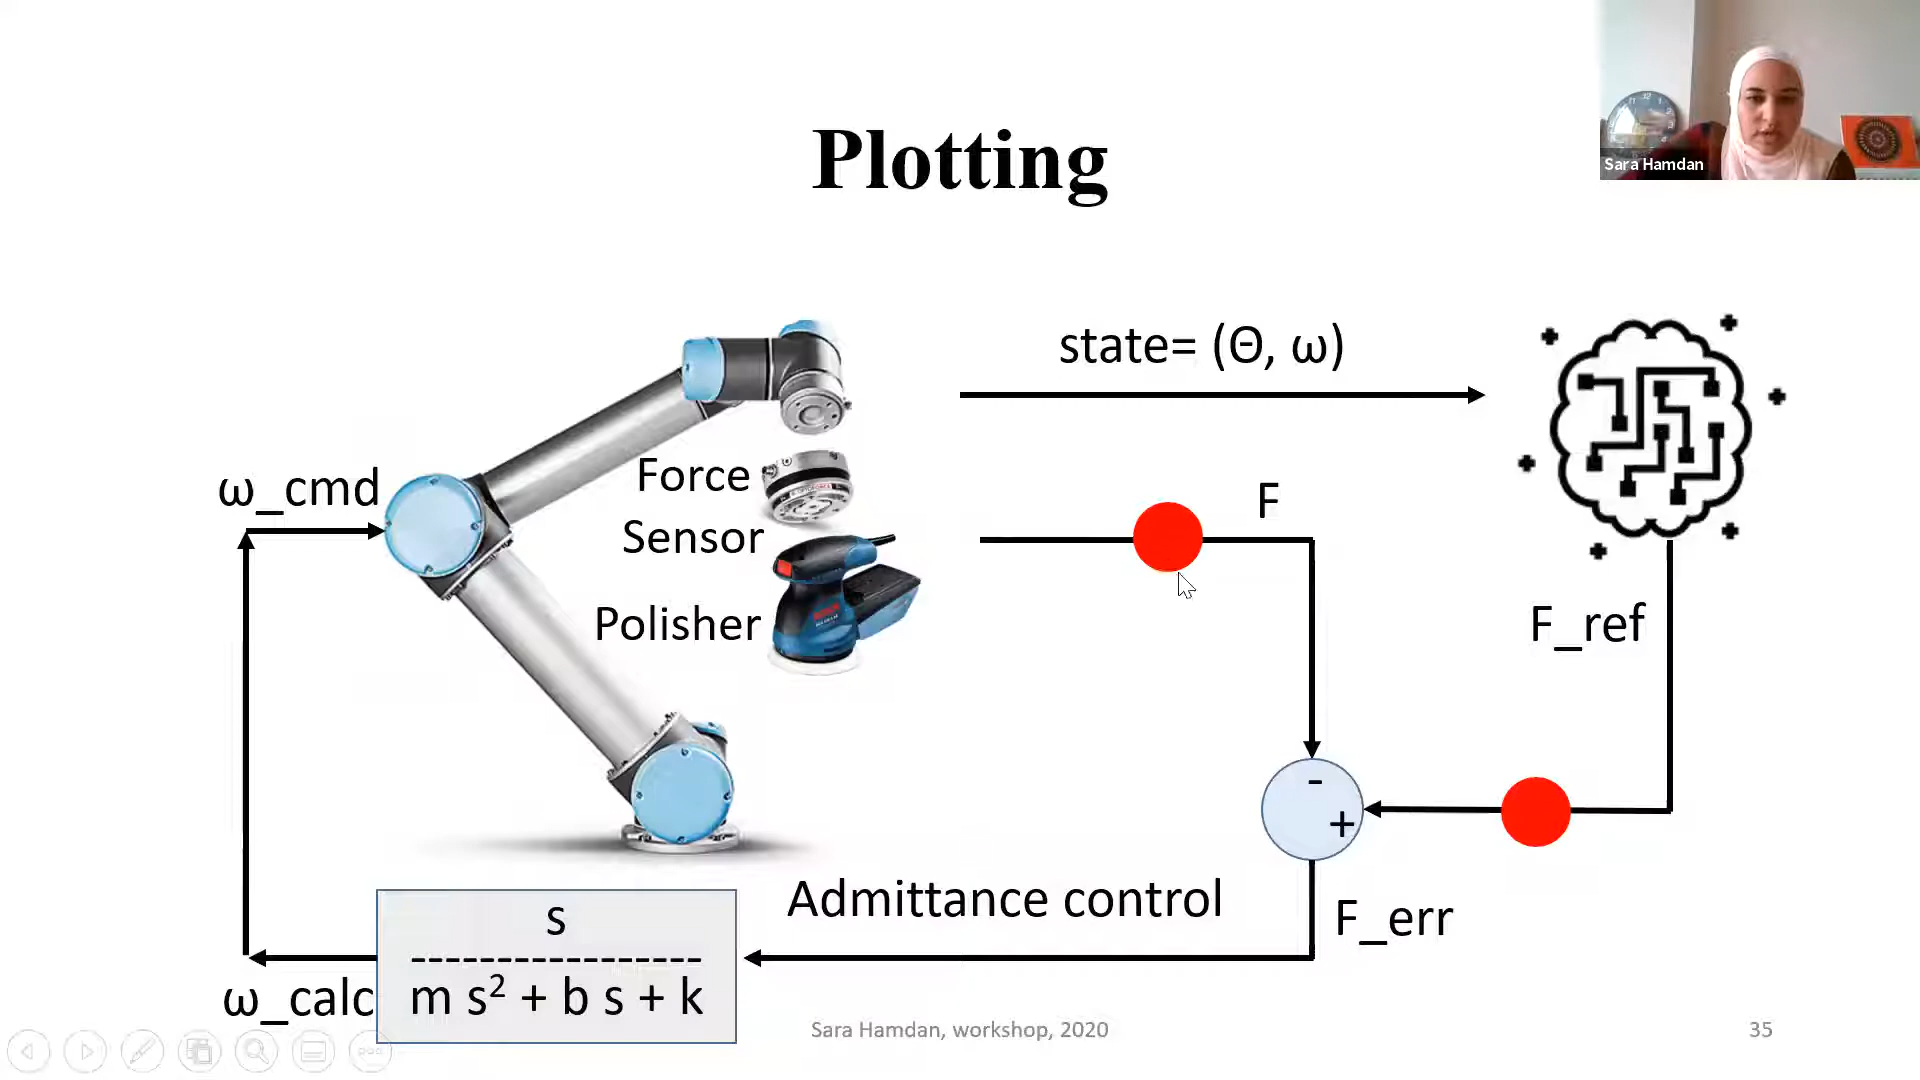 Plotting
Sara Hamdan
state= (Θ, ω)
ω_cmd
Force
Sensor
F
Polisher
F_ref
-
+
Admittance control
F_err
s
-----------------
m s² + b s + k
ω_calc
Sara Hamdan, workshop, 2020
35